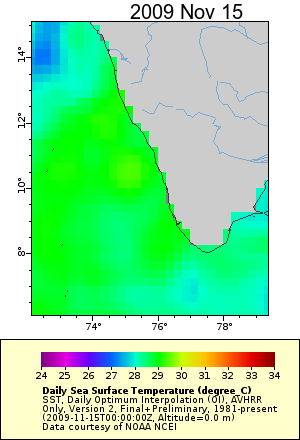 2009 Nov 15
14°
12°
10°
8°
74°
76°
78°
24 25 26 27 28 29 30 31 32 33 34
Daily Sea Surface Temperature (degree_C)
SST, Daily Optimum Interpolation (OI), AVHRR
Only, Version 2, Final+Preliminary, 1981-present
(2009-11-15T00:00:00Z, Altitude=0.0 m)
Data courtesy of NOAA NCEI